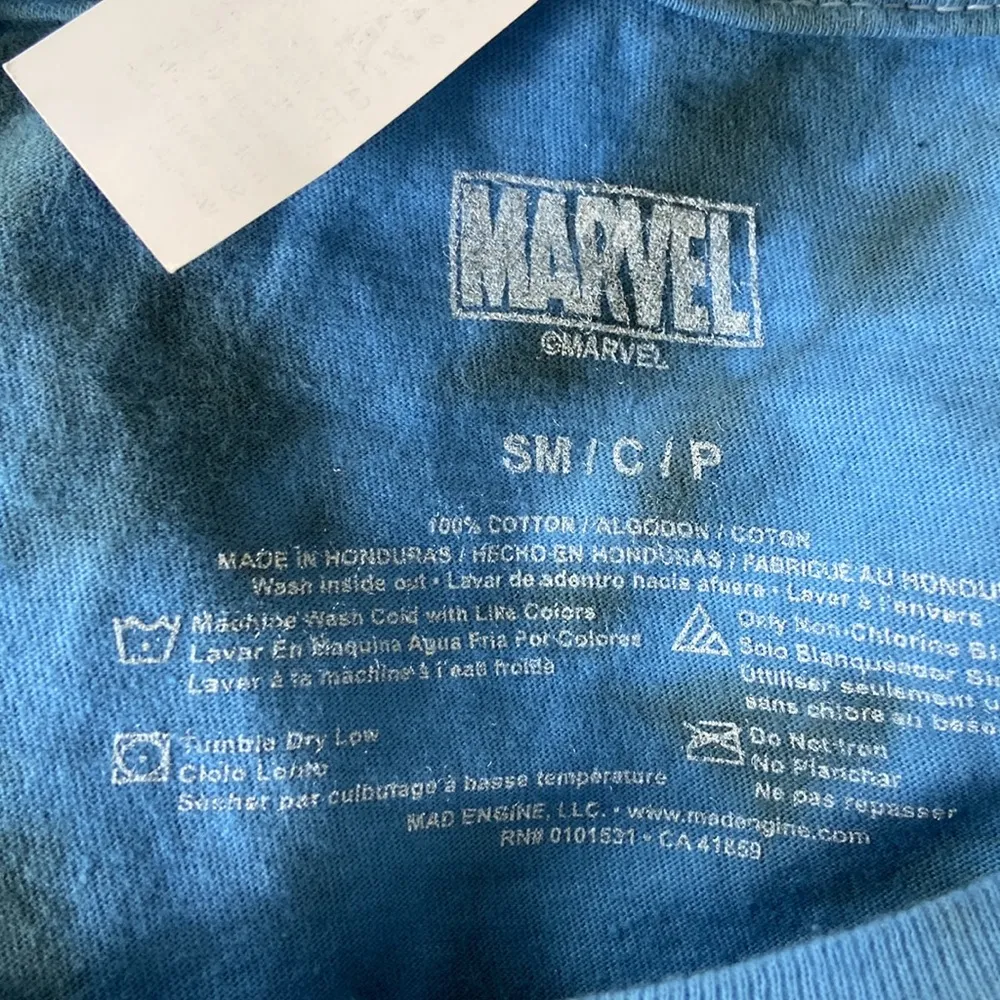 MARVEL
©MARVEL
SM / C / P
100% COTTON / ALGODON / COTON
MADE IN HONDURAS / HECHO EN HONDURAS / FABRIQUE AU HONDU
Wash inside out • Lavar de adentro hacia afuera • Laver à l'envers
Machine Wash Cold with Like Colors
Lavar En Maquina Agua Fria Por Colores
Laver à la machine à l'eau froide
Only Non-Chlorine Bl
Solo Blanqueador Sin
Utiliser seulement d
sans chlore au beso
Tumble Dry Low
Ciclo Lento
Sécher par culbutage à basse température
Do Not Iron
No Planchar
Ne pas repasser
MAD ENGINE, LLC. • www.madengine.com
RN# 0101531 • CA 41859